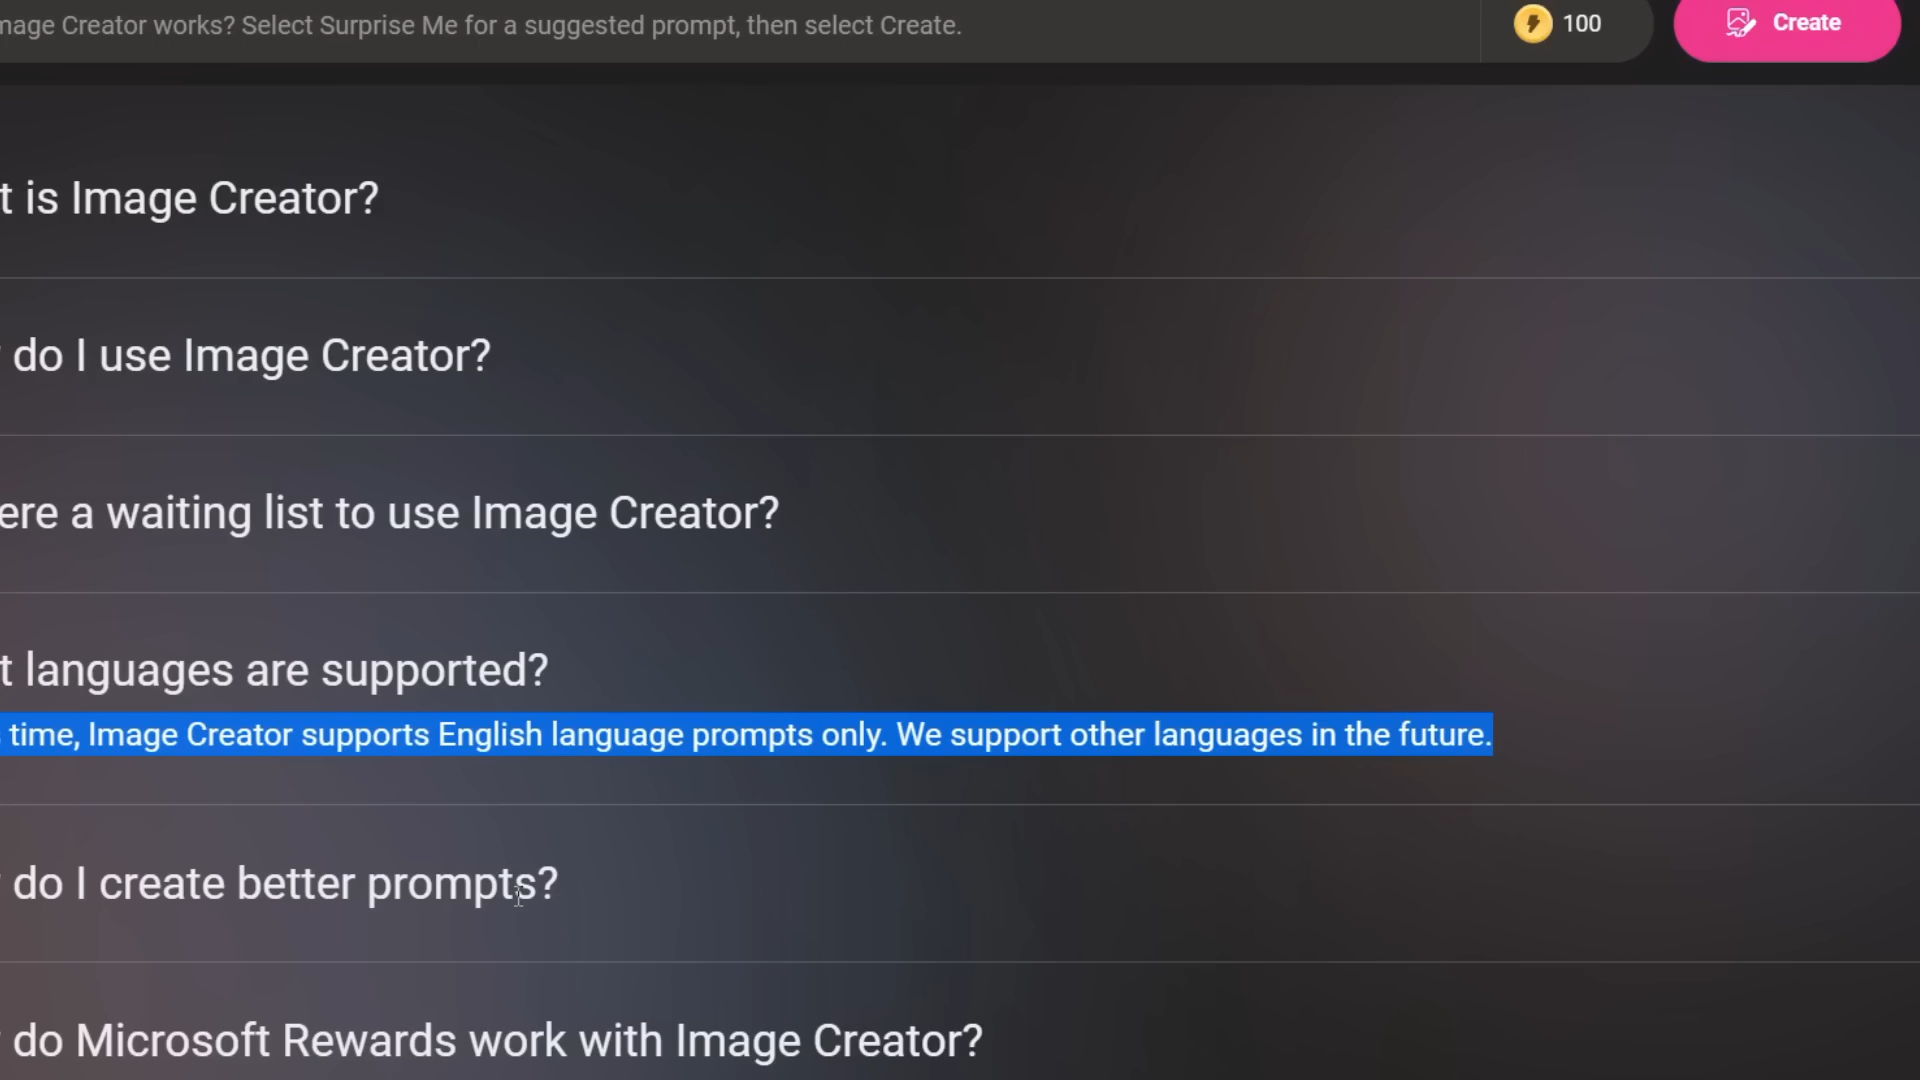 mage Creator works? Select Surprise Me for a suggested prompt, then select Create.
100
Create
t is Image Creator?
do I use Image Creator?
ere a waiting list to use Image Creator?
t languages are supported?
time, Image Creator supports English language prompts only. We support other languages in the future.
do I create better prompts?
do Microsoft Rewards work with Image Creator?